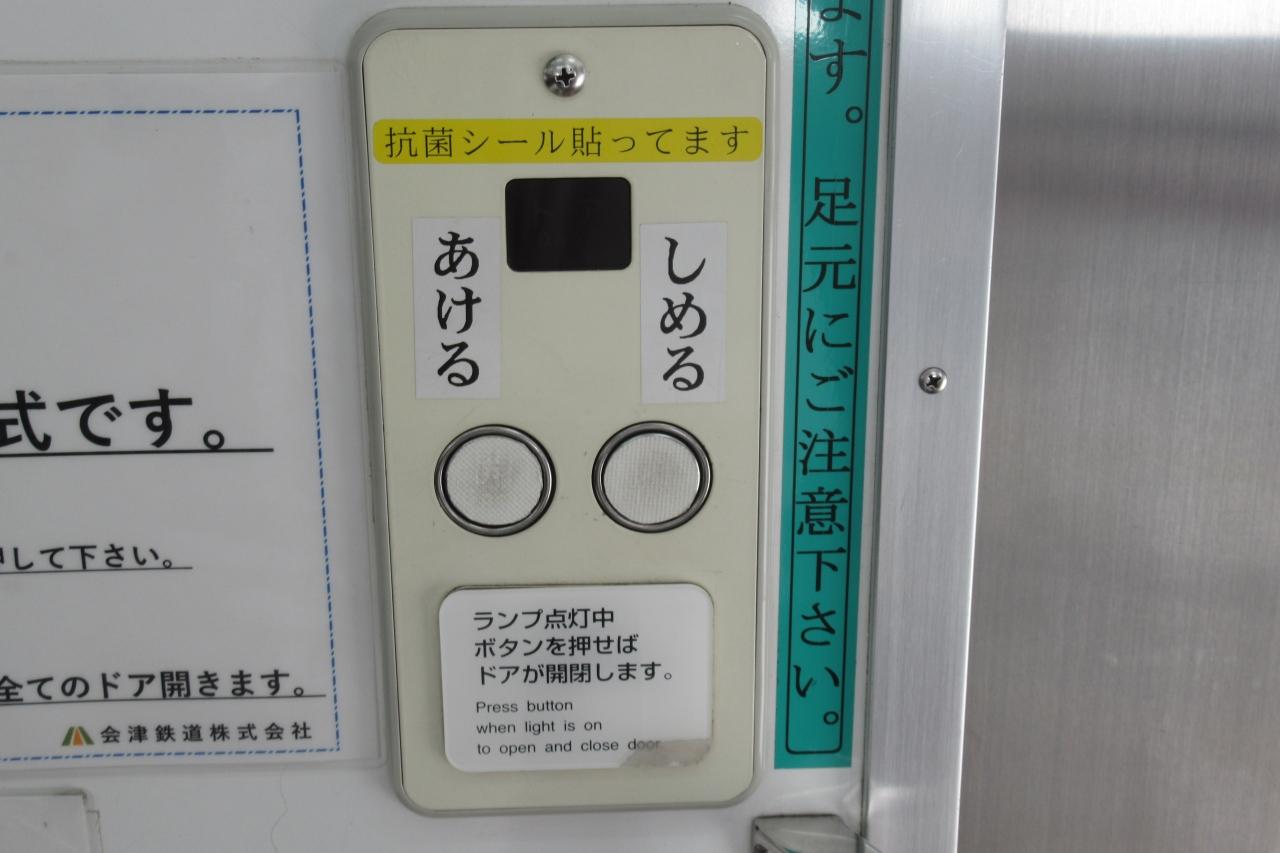 式です。
して下さい。
全てのドア開きます。
会津鉄道株式会社
抗菌シール貼ってます
あける
しめる
ランプ点灯中
ボタンを押せば
ドアが開閉します。
Press button
when light is on
to open and close door
ます。足元にご注意下さい。